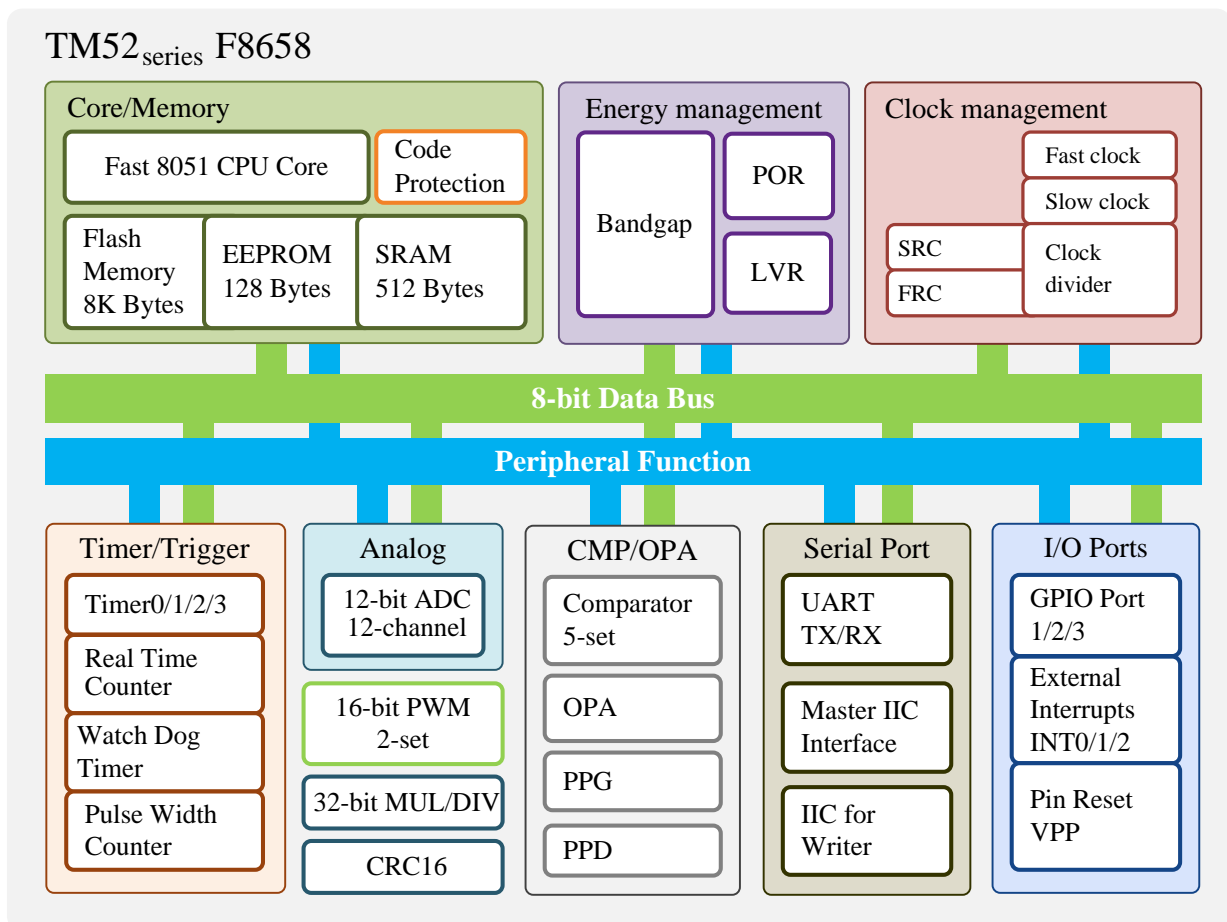 TM52series F8658
Core/Memory
Fast 8051 CPU Core
Code
Protection
Flash
Memory
8K Bytes
EEPROM
128 Bytes
SRAM
512 Bytes
Energy management
Bandgap
POR
LVR
Clock management
Fast clock
Slow clock
SRC
FRC
Clock
divider
8-bit Data Bus
Peripheral Function
Timer/Trigger
Timer0/1/2/3
Real Time
Counter
Watch Dog
Timer
Pulse Width
Counter
Analog
12-bit ADC
12-channel
16-bit PWM
2-set
32-bit MUL/DIV
CRC16
CMP/OPA
Comparator
5-set
OPA
PPG
PPD
Serial Port
UART
TX/RX
Master IIC
Interface
IIC for
Writer
I/O Ports
GPIO Port
1/2/3
External
Interrupts
INT0/1/2
Pin Reset
VPP